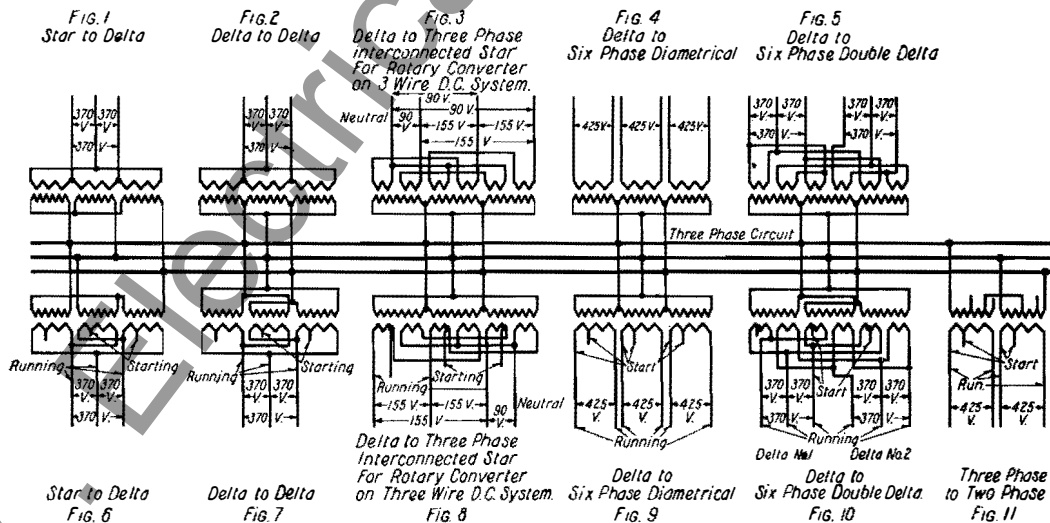 FIG. 1
Star to Delta
FIG. 2
Delta to Delta
FIG. 3
Delta to Three Phase
Interconnected Star
For Rotary Converter
on 3 Wire D.C. System.
FIG. 4
Delta to
Six Phase Diametrical
FIG. 5
Delta to
Six Phase Double Delta
370 V. 370 V.
370 V.
370 V. 370 V.
370 V.
90 V.
90 V.
Neutral
90 V
155 V
155 V
155 V
425V. 425V. 425V.
370 V. 370 V.
370 V.
370 V. 370 V.
370 V.
Electric
Three Phase Circuit
Running Starting
370 V. 370 V.
370 V.
Running Starting
370 V. 370 V.
370 V.
Running Starting
155 V 155 V
155 V
90 V.
Neutral
Start
425 V. 425 V. 425 V.
Running
Start
370 V. 370 V.
370 V.
370 V. 370 V.
370 V.
Running
Delta No1 Delta No.2
Start
Run.
425 V. 425 V.
Star to Delta
FIG. 6
Delta to Delta
FIG. 7
Delta to Three Phase
Interconnected Star
For Rotary Converter
on Three Wire D.C. System.
FIG. 8
Delta to
Six Phase Diametrical
FIG. 9
Delta to
Six Phase Double Delta.
FIG. 10
Three Phase
to Two Phase
FIG. 11